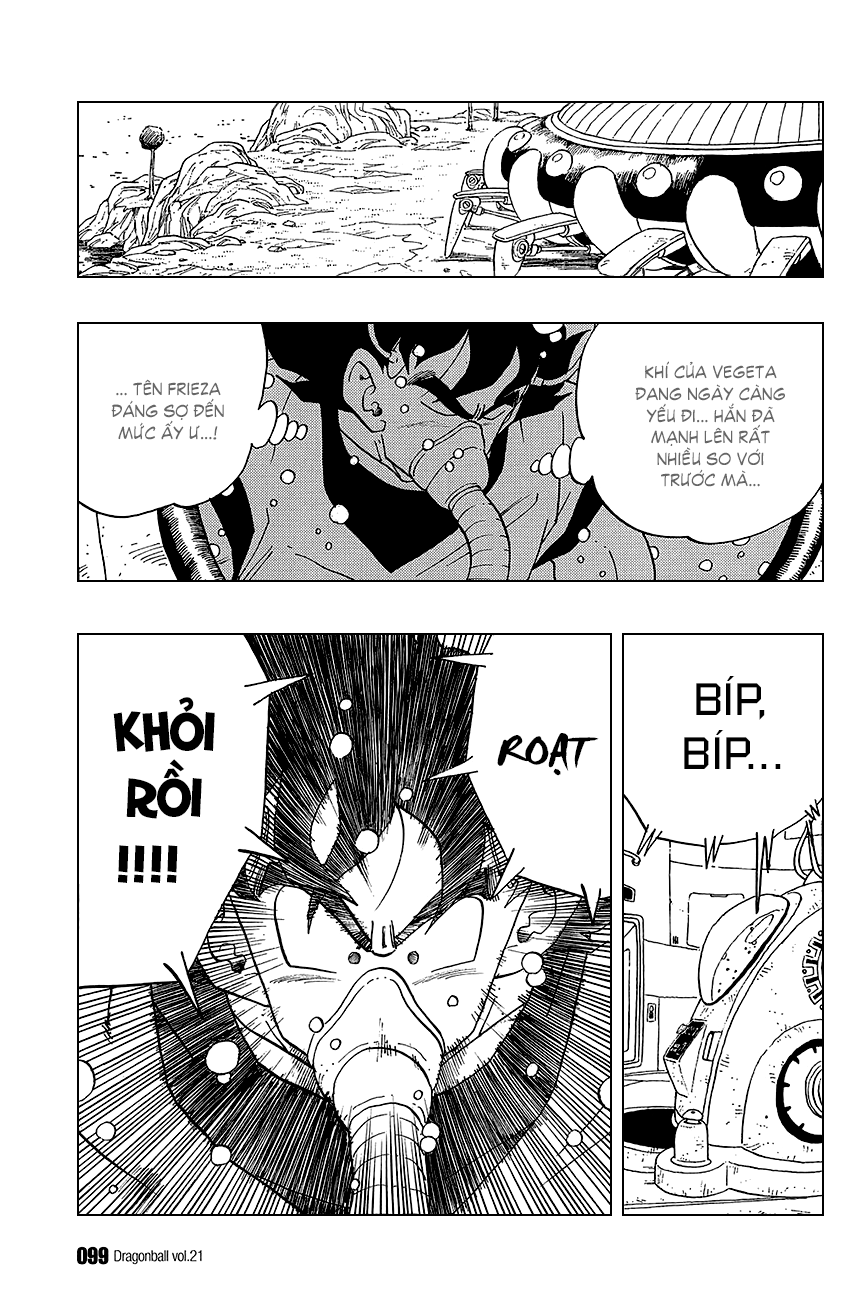 KHÍ CỦA VEGETA
ĐANG NGÀY CÀNG
YẾU ĐI... HẮN ĐÃ
MẠNH LÊN RẤT
NHIỀU SO VỚI
TRƯỚC MÀ...
... TÊN FRIEZA
ĐÁNG SỢ ĐẾN
MỨC ẤY Ư...!
BÍP,
BÍP...
ROẠT
KHỎI
RỒI
!!!!
099 Dragonball vol.21